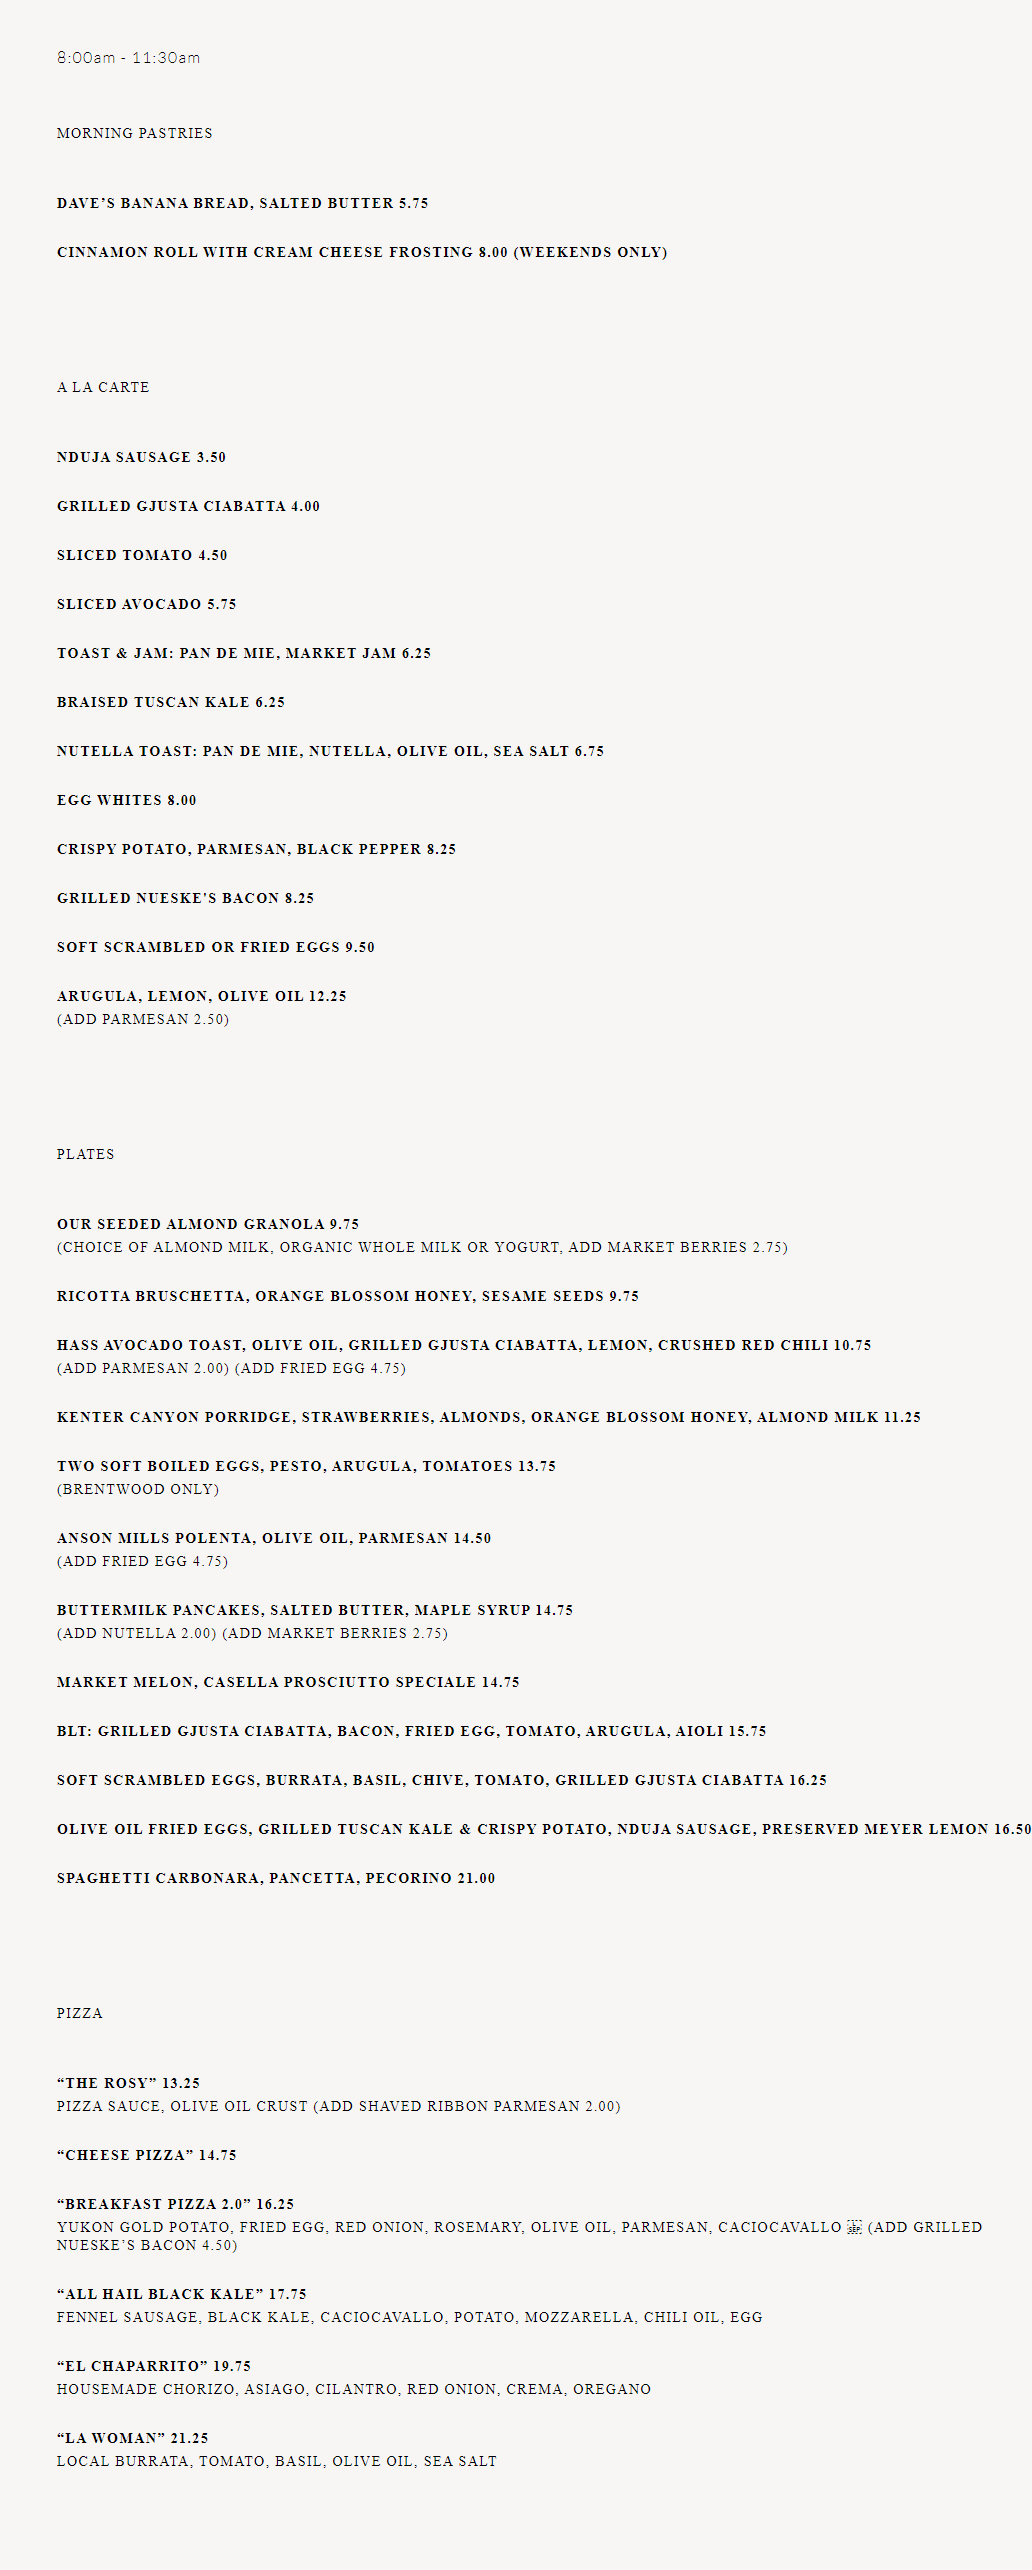 8:00am - 11:30am
MORNING PASTRIES
DAVE’S BANANA BREAD, SALTED BUTTER 5.75
CINNAMON ROLL WITH CREAM CHEESE FROSTING 8.00 (WEEKENDS ONLY)
A LA CARTE
NDUJA SAUSAGE 3.50
GRILLED GJUSTA CIABATTA 4.00
SLICED TOMATO 4.50
SLICED AVOCADO 5.75
TOAST & JAM: PAN DE MIE, MARKET JAM 6.25
BRAISED TUSCAN KALE 6.25
NUTELLA TOAST: PAN DE MIE, NUTELLA, OLIVE OIL, SEA SALT 6.75
EGG WHITES 8.00
CRISPY POTATO, PARMESAN, BLACK PEPPER 8.25
GRILLED NUESKE'S BACON 8.25
SOFT SCRAMBLED OR FRIED EGGS 9.50
ARUGULA, LEMON, OLIVE OIL 12.25
(ADD PARMESAN 2.50)
PLATES
OUR SEEDED ALMOND GRANOLA 9.75
(CHOICE OF ALMOND MILK, ORGANIC WHOLE MILK OR YOGURT, ADD MARKET BERRIES 2.75)
RICOTTA BRUSCHETTA, ORANGE BLOSSOM HONEY, SESAME SEEDS 9.75
HASS AVOCADO TOAST, OLIVE OIL, GRILLED GJUSTA CIABATTA, LEMON, CRUSHED RED CHILI 10.75
(ADD PARMESAN 2.00) (ADD FRIED EGG 4.75)
KENTER CANYON PORRIDGE, STRAWBERRIES, ALMONDS, ORANGE BLOSSOM HONEY, ALMOND MILK 11.25
TWO SOFT BOILED EGGS, PESTO, ARUGULA, TOMATOES 13.75
(BRENTWOOD ONLY)
ANSON MILLS POLENTA, OLIVE OIL, PARMESAN 14.50
(ADD FRIED EGG 4.75)
BUTTERMILK PANCAKES, SALTED BUTTER, MAPLE SYRUP 14.75
(ADD NUTELLA 2.00) (ADD MARKET BERRIES 2.75)
MARKET MELON, CASELLA PROSCIUTTO SPECIALE 14.75
BLT: GRILLED GJUSTA CIABATTA, BACON, FRIED EGG, TOMATO, ARUGULA, AIOLI 15.75
SOFT SCRAMBLED EGGS, BURRATA, BASIL, CHIVE, TOMATO, GRILLED GJUSTA CIABATTA 16.25
OLIVE OIL FRIED EGGS, GRILLED TUSCAN KALE & CRISPY POTATO, NDUJA SAUSAGE, PRESERVED MEYER LEMON 16.50
SPAGHETTI CARBONARA, PANCETTA, PECORINO 21.00
PIZZA
“THE ROSY” 13.25
PIZZA SAUCE, OLIVE OIL CRUST (ADD SHAVED RIBBON PARMESAN 2.00)
“CHEESE PIZZA” 14.75
“BREAKFAST PIZZA 2.0” 16.25
YUKON GOLD POTATO, FRIED EGG, RED ONION, ROSEMARY, OLIVE OIL, PARMESAN, CACIOCAVALLO (ADD GRILLED
NUESKE’S BACON 4.50)
“ALL HAIL BLACK KALE” 17.75
FENNEL SAUSAGE, BLACK KALE, CACIOCAVALLO, POTATO, MOZZARELLA, CHILI OIL, EGG
“EL CHAPARRITO” 19.75
HOUSEMADE CHORIZO, ASIAGO, CILANTRO, RED ONION, CREMA, OREGANO
“LA WOMAN” 21.25
LOCAL BURRATA, TOMATO, BASIL, OLIVE OIL, SEA SALT